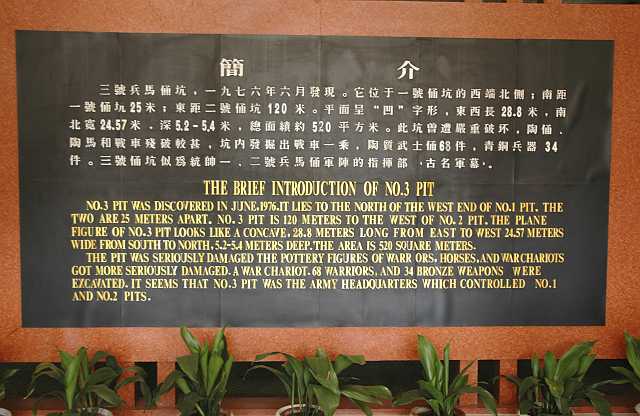 簡 介
三號兵馬俑坑，一九七六年六月發現。它位于一號俑坑的西端北側；南距
一號俑坑25米；東距二號俑坑120米。平面呈"凹"字形，東西長28.8米，南
北寬24.57米，深5.2-5.4米，總面積約520平方米。此坑曾遭嚴重破坏，陶俑、
陶馬和戰車殘破較甚，坑內發掘出戰車一乘，陶質武士俑68件，青銅兵器34
件。三號俑坑似爲統帥一、二號兵馬俑軍陣的指揮部，古名軍幕。
THE BRIEF INTRODUCTION OF NO.3 PIT
NO.3 PIT WAS DISCOVERED IN JUNE,1976.IT LIES TO THE NORTH OF THE WEST END OF NO.1 PIT. THE
TWO ARE 25 METERS APART. NO.3 PIT IS 120 METERS TO THE WEST OF NO.2 PIT. THE PLANE
FIGURE OF NO.3 PIT LOOKS LIKE A CONCAVE, 28.8 METERS LONG FROM EAST TO WEST 24.57 METERS
WIDE FROM SOUTH TO NORTH, 5.2-5.4 METERS DEEP. THE AREA IS 520 SQUARE METERS.
THE PIT WAS SERIOUSLY DAMAGED THE POTTERY FIGURES OF WARR ORS, HORSES, AND WARCHARIOTS
GOT MORE SERIOUSLY DAMAGED. A WAR CHARIOT. 68 WARRIORS, AND 34 BRONZE WEAPONS WERE
EXCAVATED. IT SEEMS THAT NO.3 PIT WAS THE ARMY HEADQUARTERS WHICH CONTROLLED NO.1
AND NO.2 PITS.